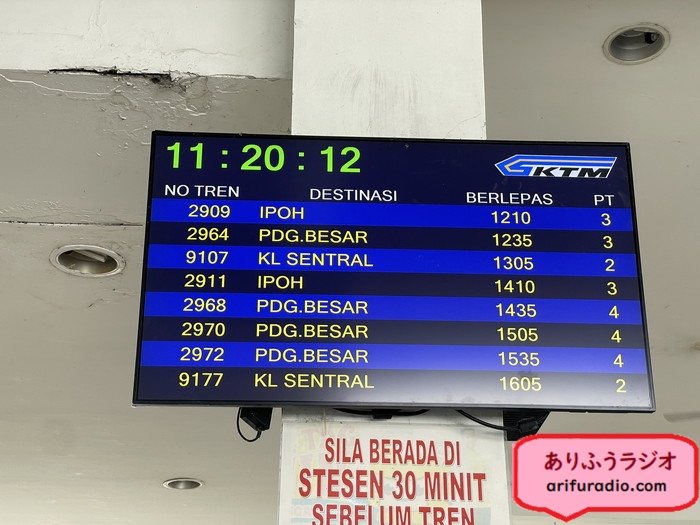 11 : 20 : 12
KTM
NO TREN DESTINASI BERLEPAS PT
2909 IPOH 1210 3
2964 PDG.BESAR 1235 3
9107 KL SENTRAL 1305 2
2911 IPOH 1410 3
2968 PDG.BESAR 1435 4
2970 PDG.BESAR 1505 4
2972 PDG.BESAR 1535 4
9177 KL SENTRAL 1605 2
SILA BERADA DI
STESEN 30 MINIT
SEBELUM TREN
ありふうラジオ
arifuradio.com